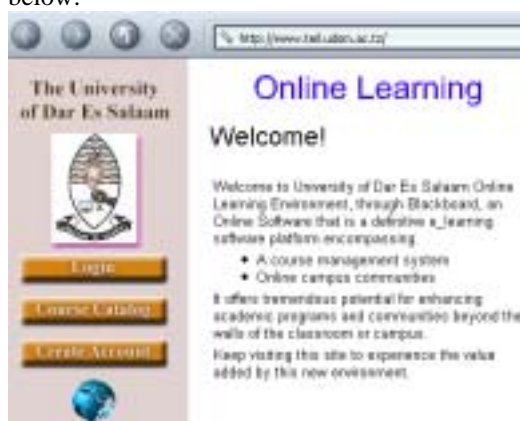 below:
http://www.tel.udsm.ac.tz/
The University
of Dar Es Salaam
Login
Course Catalog
Create Account
Online Learning
Welcome!
Welcome to University of Dar Es Salaam Online
Learning Environment, through Blackboard, an
Online Software that is a definitive e_learning
software platform encompassing
A course management system
Online campus communities
It offers tremendous potential for enhancing
academic programs and communities beyond the
walls of the classroom or campus.
Keep visiting this site to experience the value
added by this new environment.